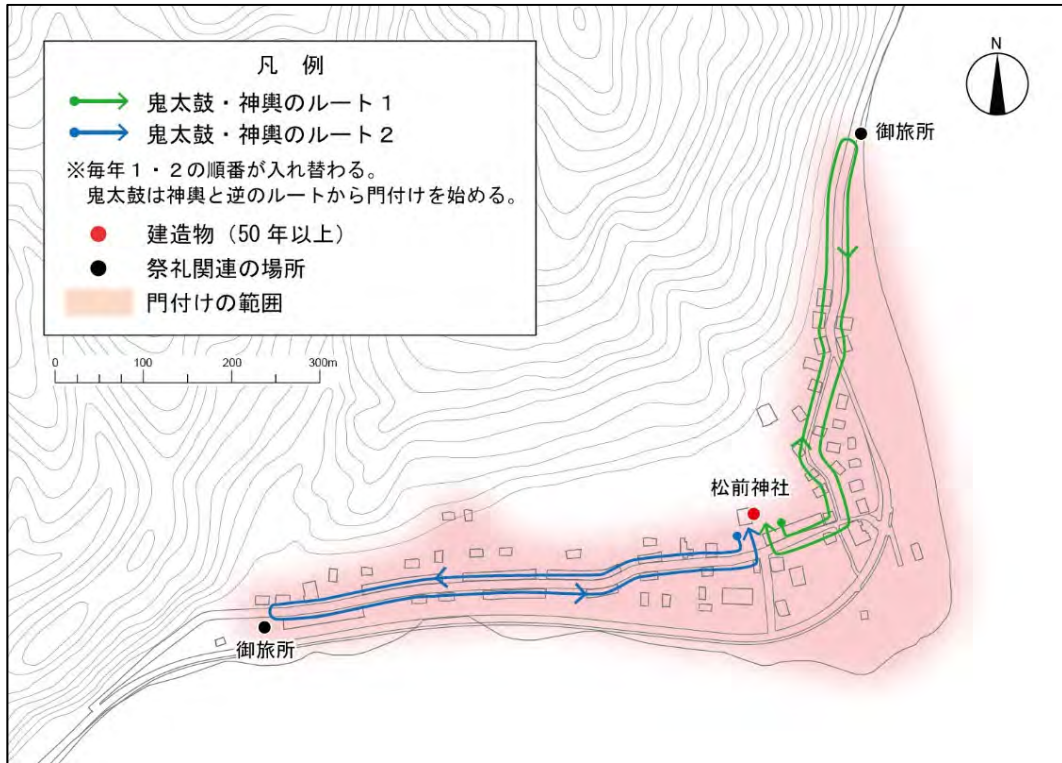 凡 例
鬼太鼓・神輿のルート1
鬼太鼓・神輿のルート2
※毎年1・2の順番が入れ替わる。
鬼太鼓は神輿と逆のルートから門付けを始める。
建造物（50年以上）
祭礼関連の場所
門付けの範囲
0 100 200 300m
N
御旅所
松前神社
御旅所